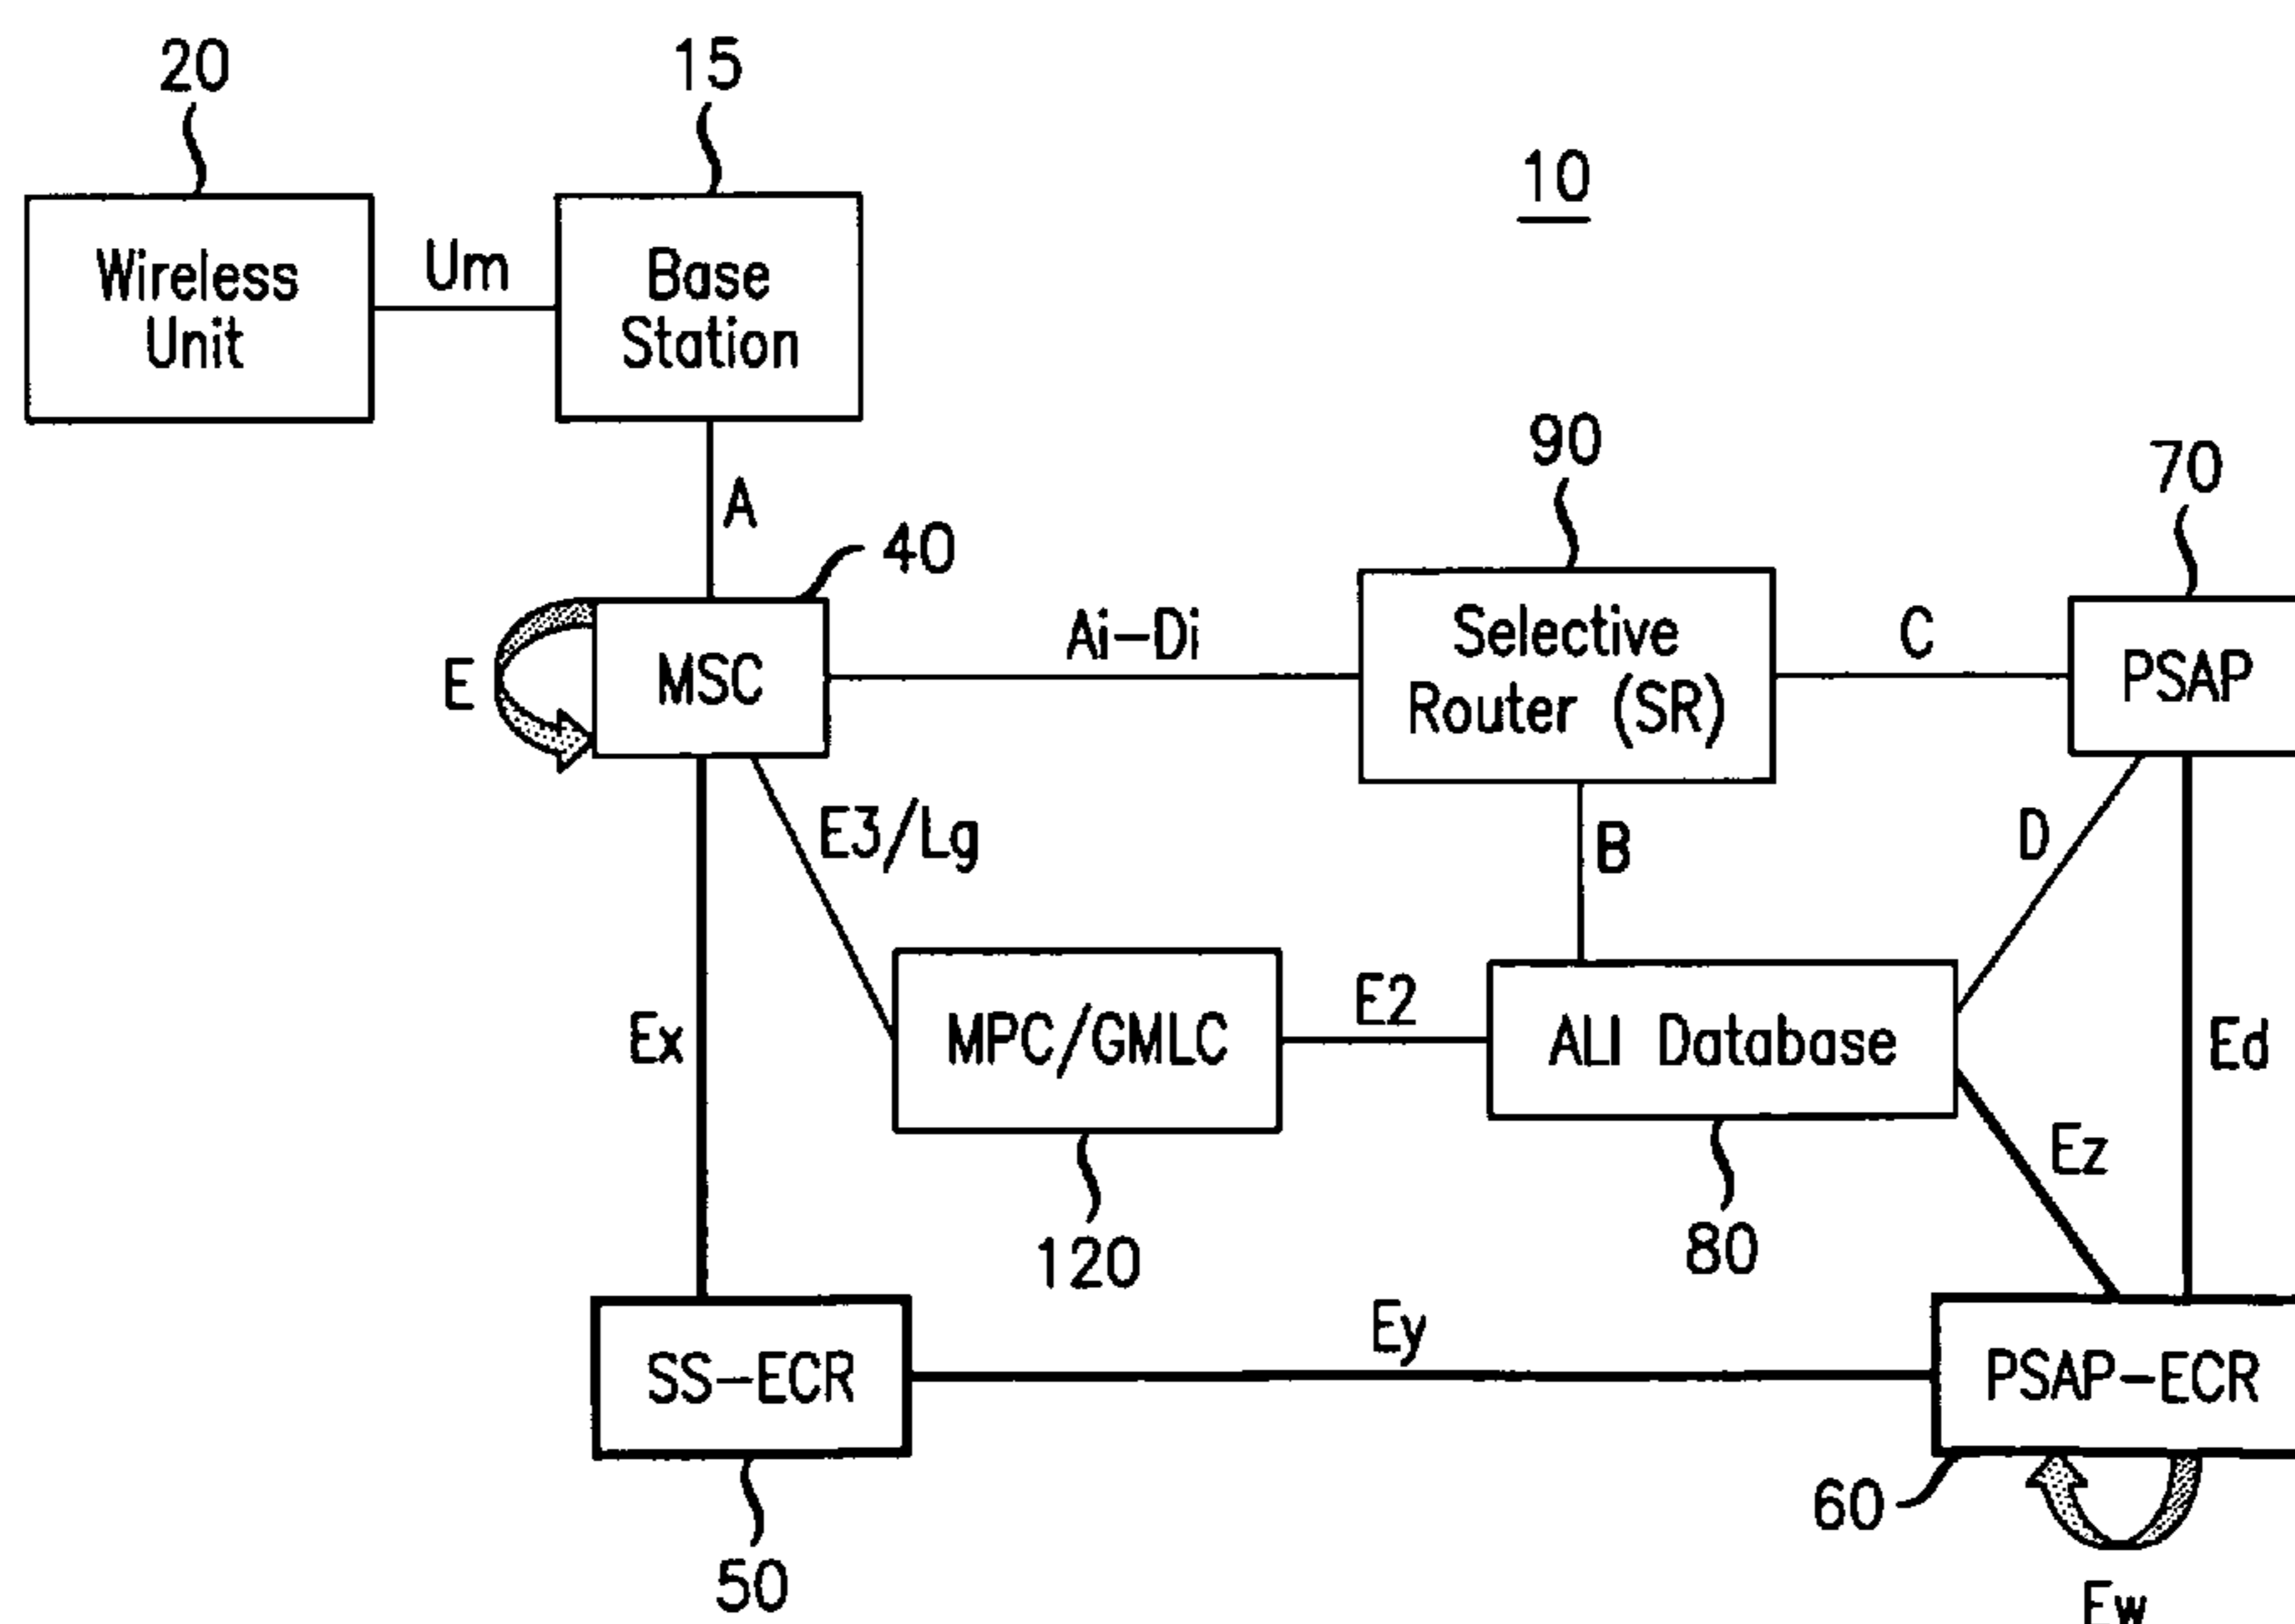 20
15
10
Wireless
Unit
Um
Base
Station
A
40
90
70
E
MSC
Ai-Di
Selective
Router (SR)
C
PSAP
E3/Lg
B
D
Ex
MPC/GMLC
E2
ALI Database
Ed
Ez
120
80
SS-ECR
Ey
PSAP-ECR
60
50
Ew